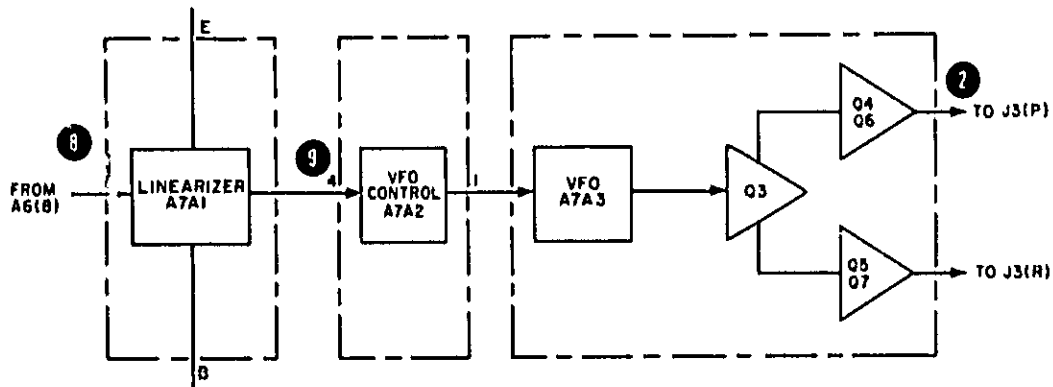 E
8
FROM
A6(8)
LINEARIZER
A7A1
9
4
VFO
CONTROL
A7A2
1
VFO
A7A3
Q3
Q4
Q6
2
TO J3(P)
Q5
Q7
TO J3(R)
B